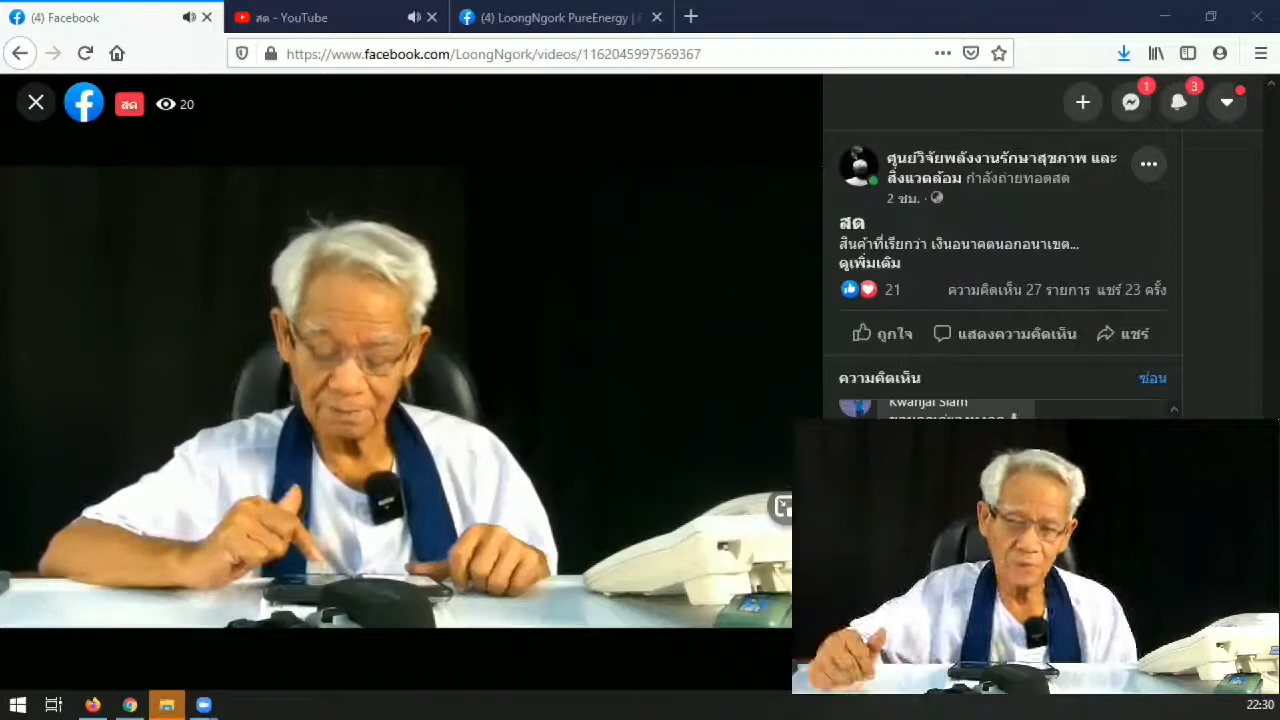 (4) Facebook
สด - YouTube
(4) LoongNgork PureEnergy |
https://www.facebook.com/LoongNgork/videos/1162045997569367
สด
20
1
3
ศูนย์วิจัยพลังงานรักษาสุขภาพ และ
สิ่งแวดล้อม กำลังถ่ายทอดสด
2 ชม. ·
สด
สินค้าที่เรียกว่า เงินอนาคตนอกอนาเขต...
ดูเพิ่มเติม
21
ความคิดเห็น 27 รายการ แชร์ 23 ครั้ง
ถูกใจ
แสดงความคิดเห็น
แชร์
ความคิดเห็น
ซ่อน
Kwanjai Siam
22:30